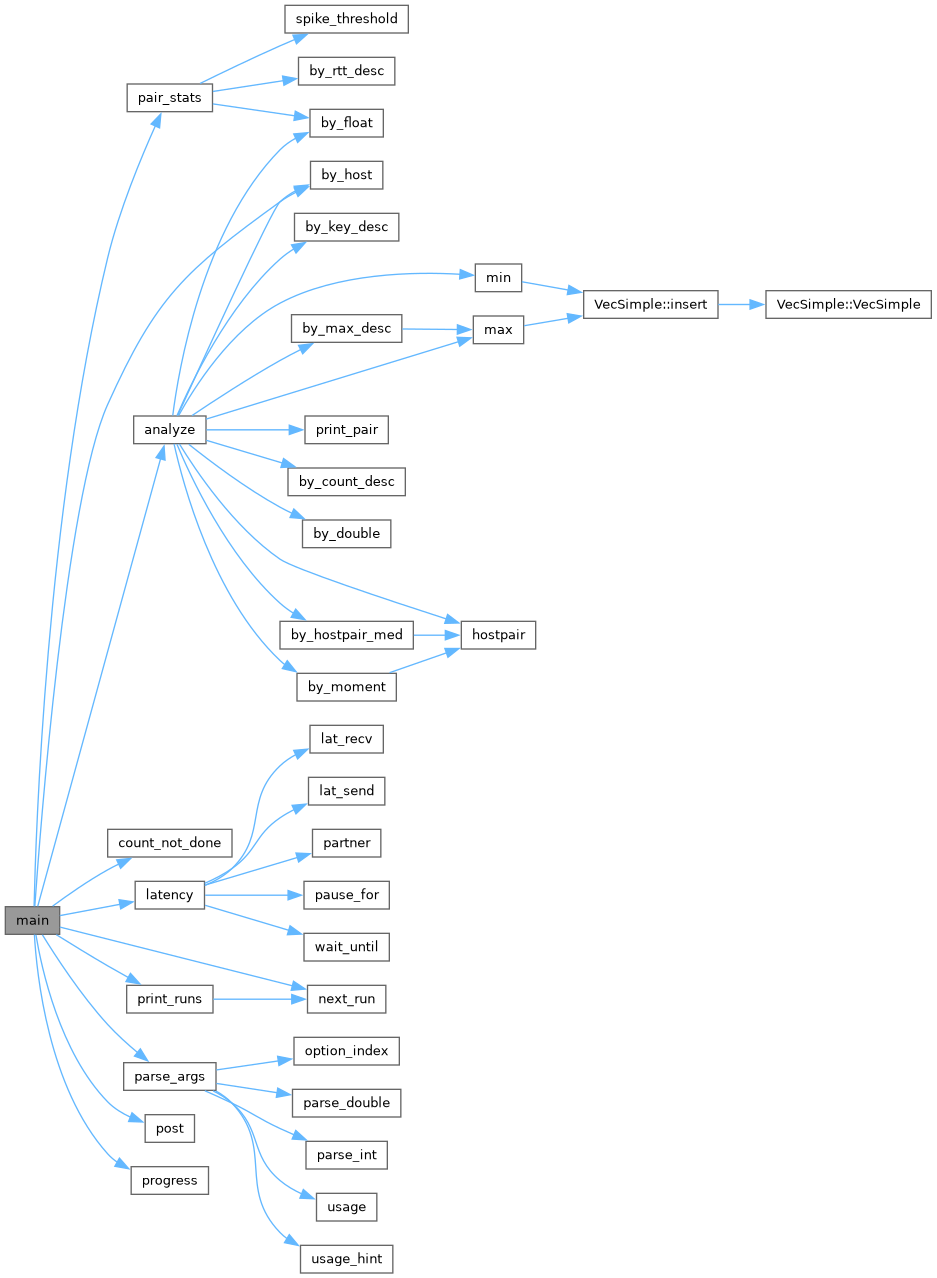 spike_threshold
by_rtt_desc
pair_stats
by_float
by_host
by_key_desc
min
VecSimple::insert
VecSimple::VecSimple
by_max_desc
max
analyze
print_pair
by_count_desc
by_double
by_hostpair_med
hostpair
by_moment
lat_recv
lat_send
count_not_done
partner
latency
pause_for
main
wait_until
print_runs
next_run
option_index
parse_args
parse_double
post
parse_int
progress
usage
usage_hint